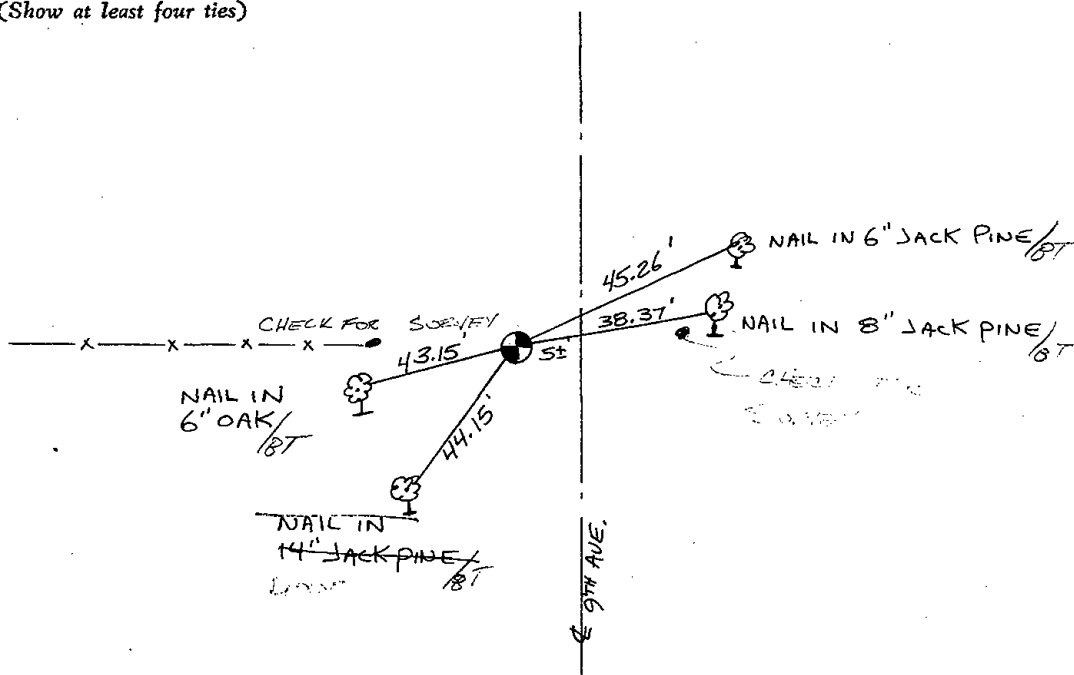 (Show at least four ties)
45.26'
NAIL IN 6" JACK PINE/BT
38.37'
NAIL IN 8" JACK PINE/BT
CHECK FOR SURVEY
43.15'
5±
NAIL IN
6" OAK/BT
44.15'
NAIL IN
14" JACK PINE/BT
℄ 9TH AVE.